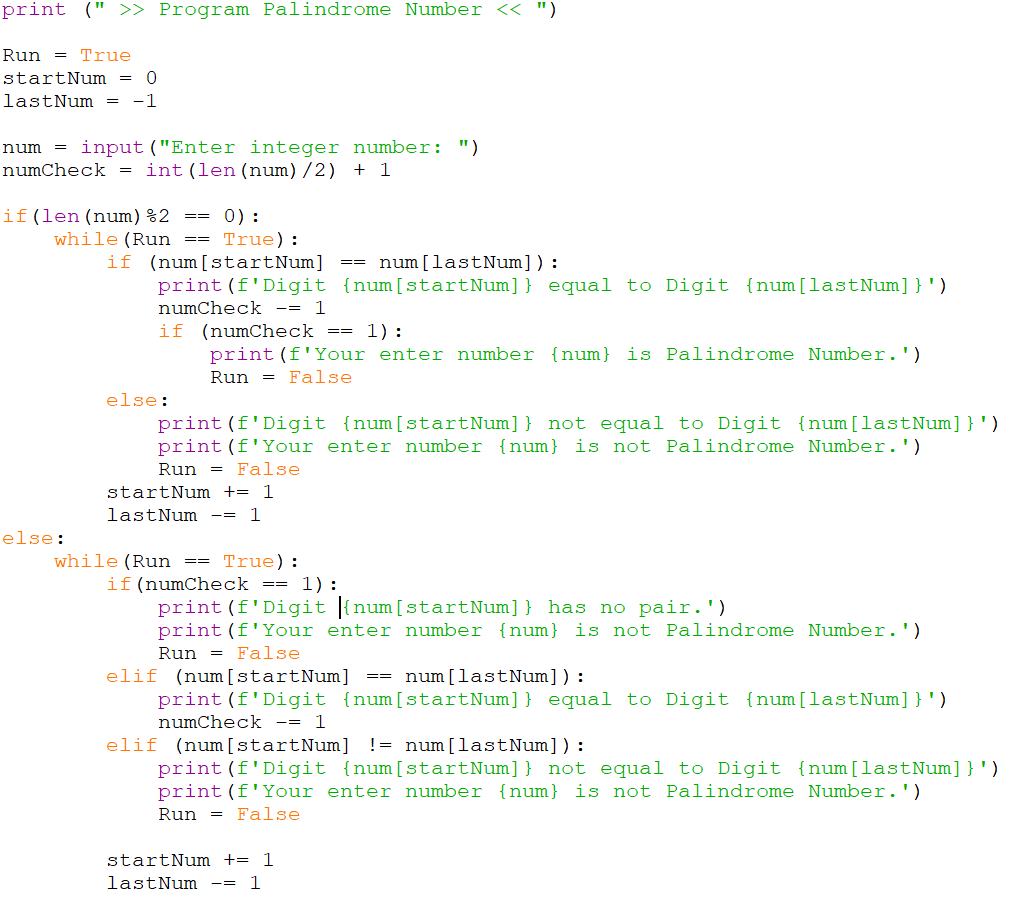 print (" >> Program Palindrome Number << ")
Run = True
startNum = 0
lastNum = -1
num = input("Enter integer number: ")
numCheck = int(len(num)/2) + 1
if(len(num)%2 == 0):
    while(Run == True):
        if (num[startNum] == num[lastNum]):
            print(f'Digit {num[startNum]} equal to Digit {num[lastNum]}')
            numCheck -= 1
            if (numCheck == 1):
                print(f'Your enter number {num} is Palindrome Number.')
                Run = False
        else:
            print(f'Digit {num[startNum]} not equal to Digit {num[lastNum]}')
            print(f'Your enter number {num} is not Palindrome Number.')
            Run = False
        startNum += 1
        lastNum -= 1
else:
    while(Run == True):
        if(numCheck == 1):
            print(f'Digit {num[startNum]} has no pair.')
            print(f'Your enter number {num} is not Palindrome Number.')
            Run = False
        elif (num[startNum] == num[lastNum]):
            print(f'Digit {num[startNum]} equal to Digit {num[lastNum]}')
            numCheck -= 1
        elif (num[startNum] != num[lastNum]):
            print(f'Digit {num[startNum]} not equal to Digit {num[lastNum]}')
            print(f'Your enter number {num} is not Palindrome Number.')
            Run = False
        startNum += 1
        lastNum -= 1